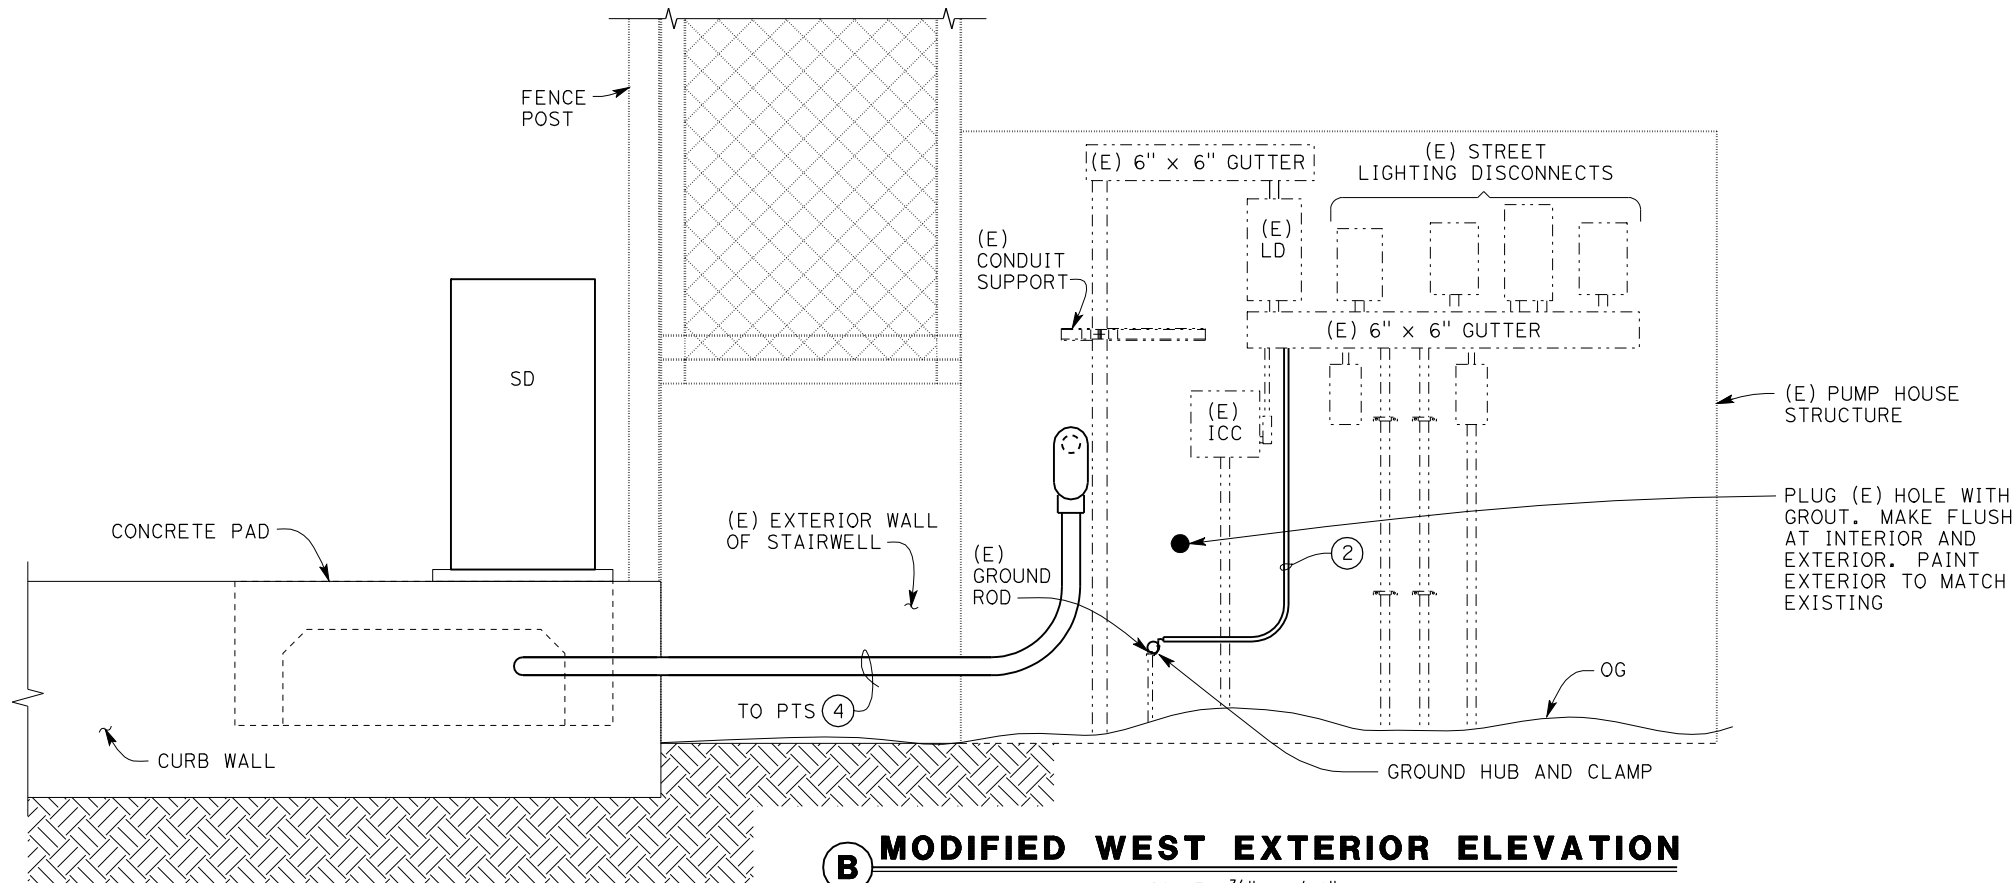 FENCE
POST
(E) 6" x 6" GUTTER
(E) STREET
LIGHTING DISCONNECTS
(E)
LD
(E)
CONDUIT
SUPPORT
(E) 6" x 6" GUTTER
SD
(E)
ICC
(E) PUMP HOUSE
STRUCTURE
CONCRETE PAD
(E) EXTERIOR WALL
OF STAIRWELL
(E)
GROUND
ROD
2
PLUG (E) HOLE WITH
GROUT. MAKE FLUSH
AT INTERIOR AND
EXTERIOR. PAINT
EXTERIOR TO MATCH
EXISTING
OG
TO PTS 4
CURB WALL
GROUND HUB AND CLAMP
B MODIFIED WEST EXTERIOR ELEVATION